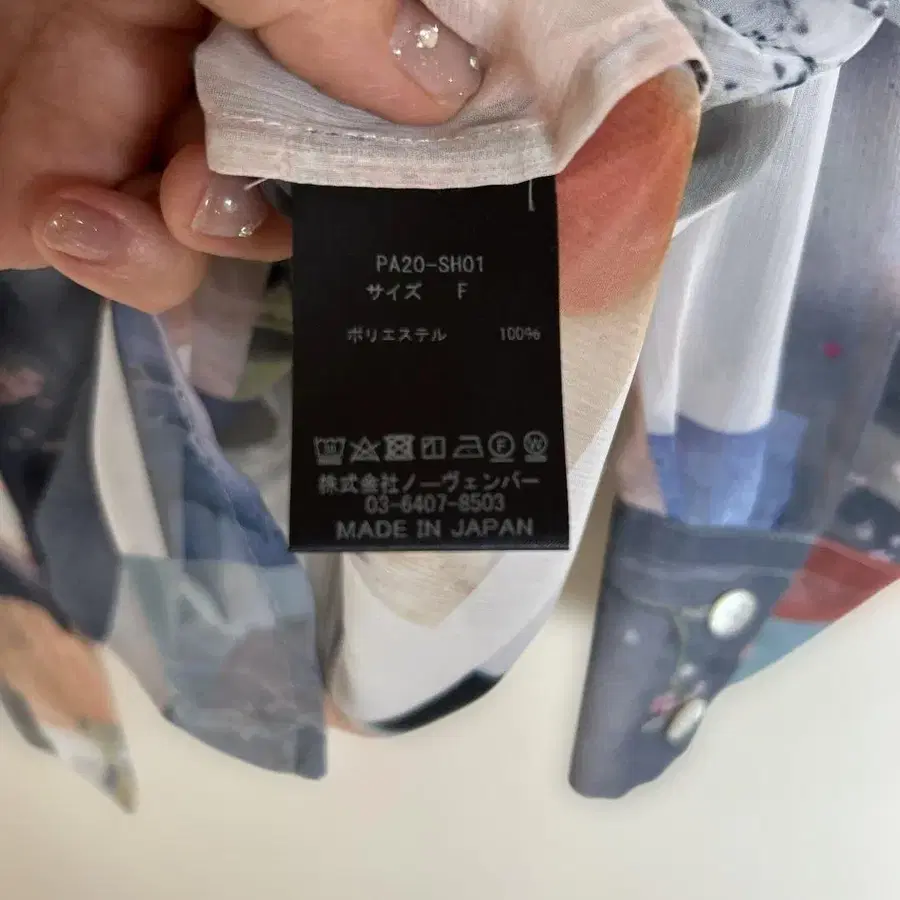 PA20-SH01
サイズ F
ポリエステル 100%
F W
株式会社ノーヴェンバー
03-6407-8503
MADE IN JAPAN